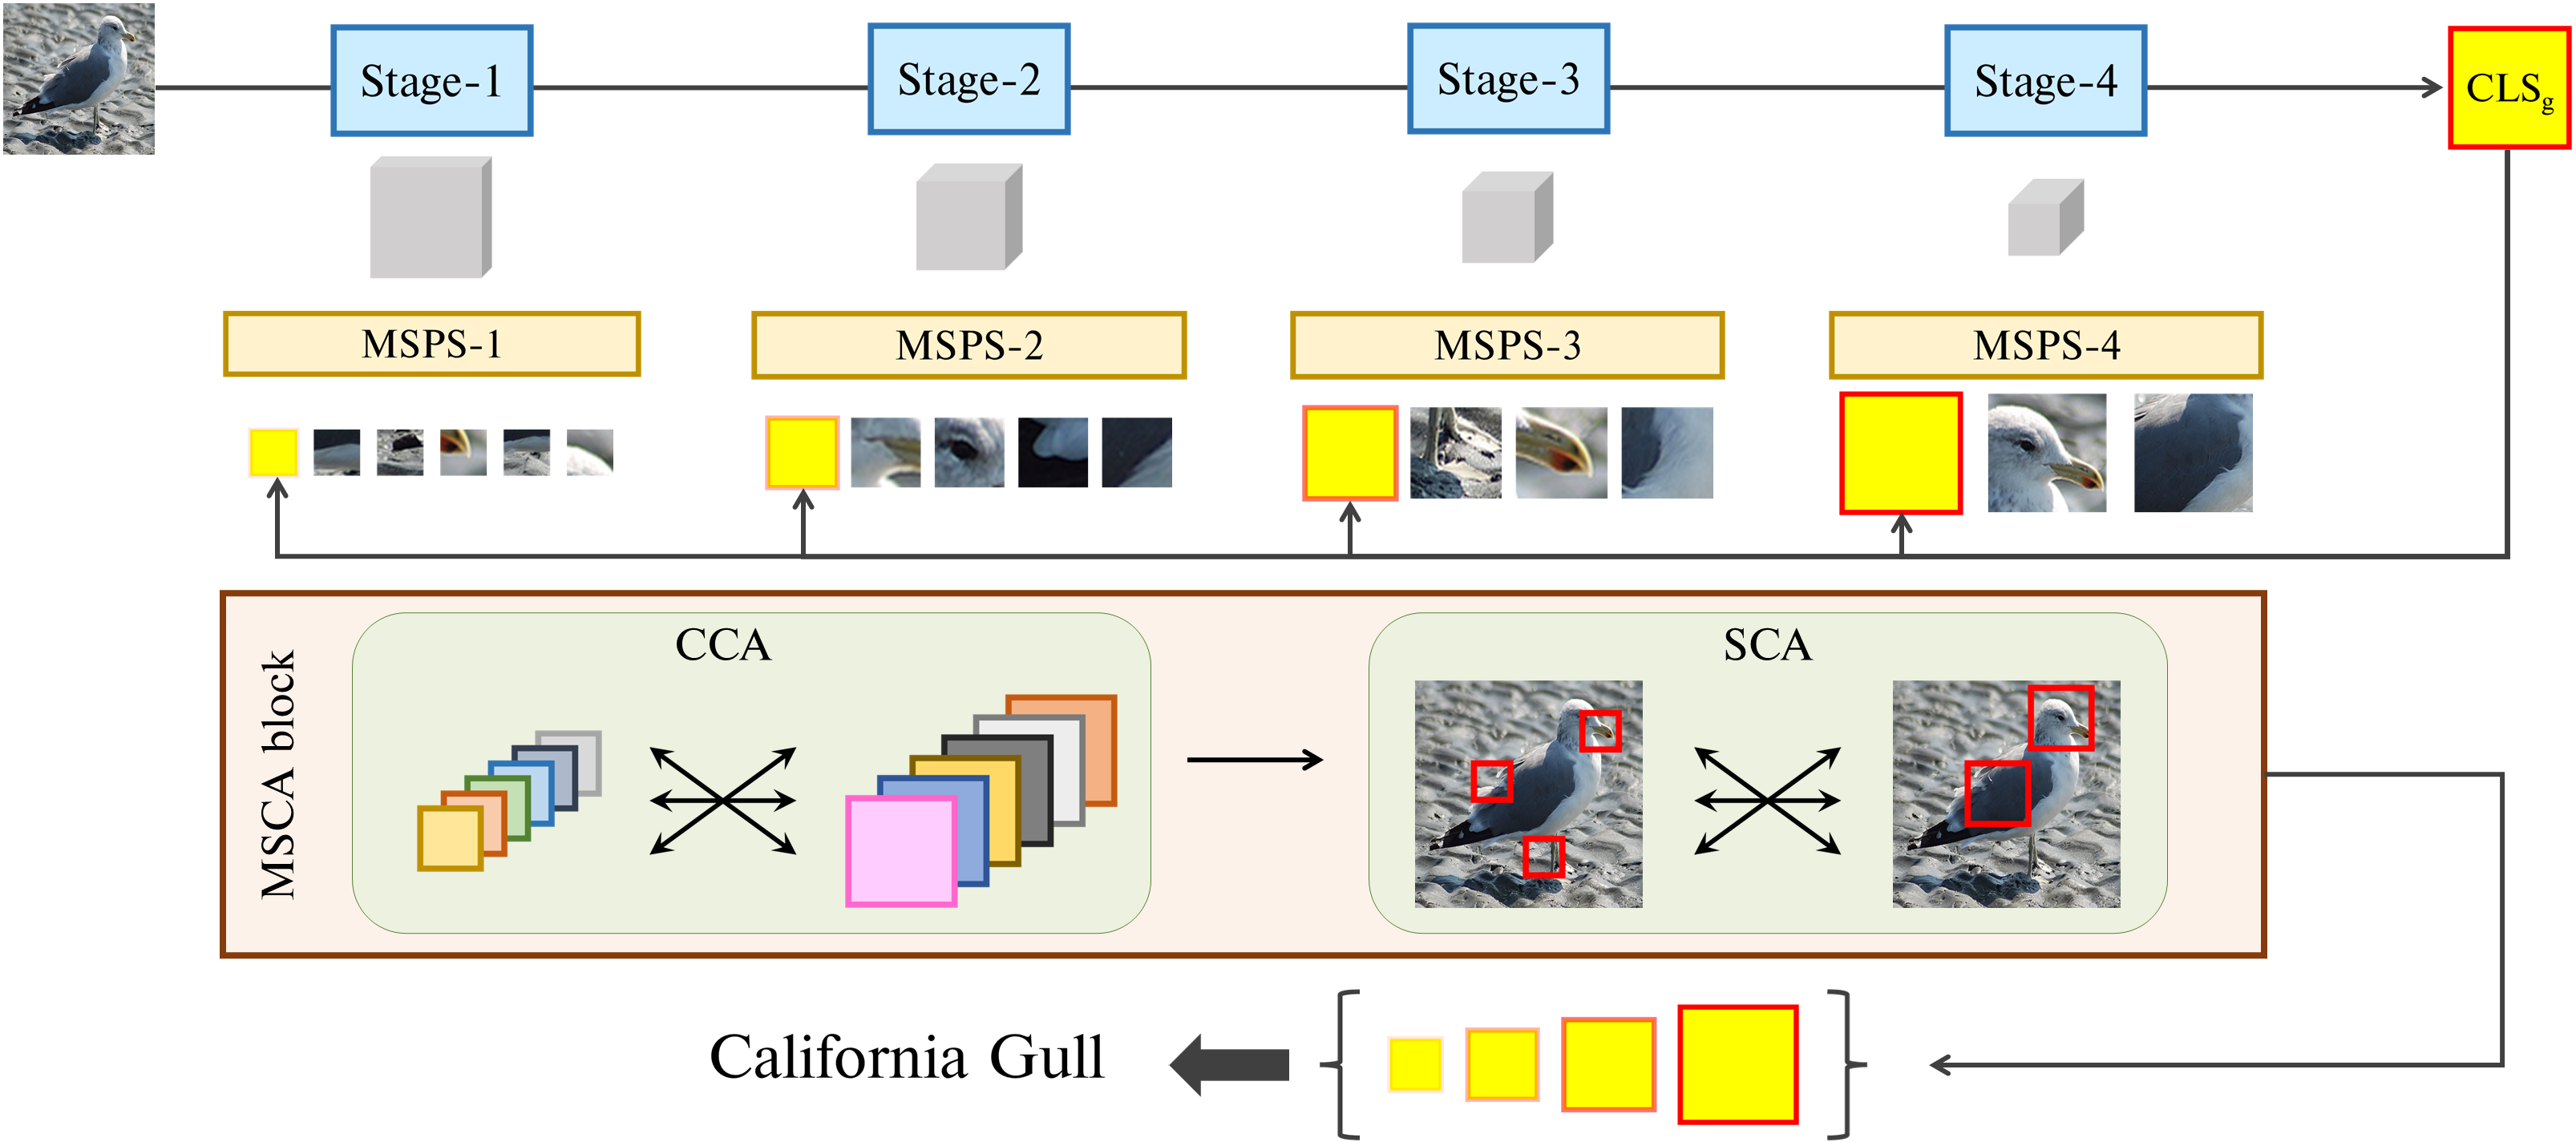 Stage-1
Stage-2
Stage-3
Stage-4
CLSg
MSPS-1
MSPS-2
MSPS-3
MSPS-4
MSCA block
CCA
SCA
California Gull